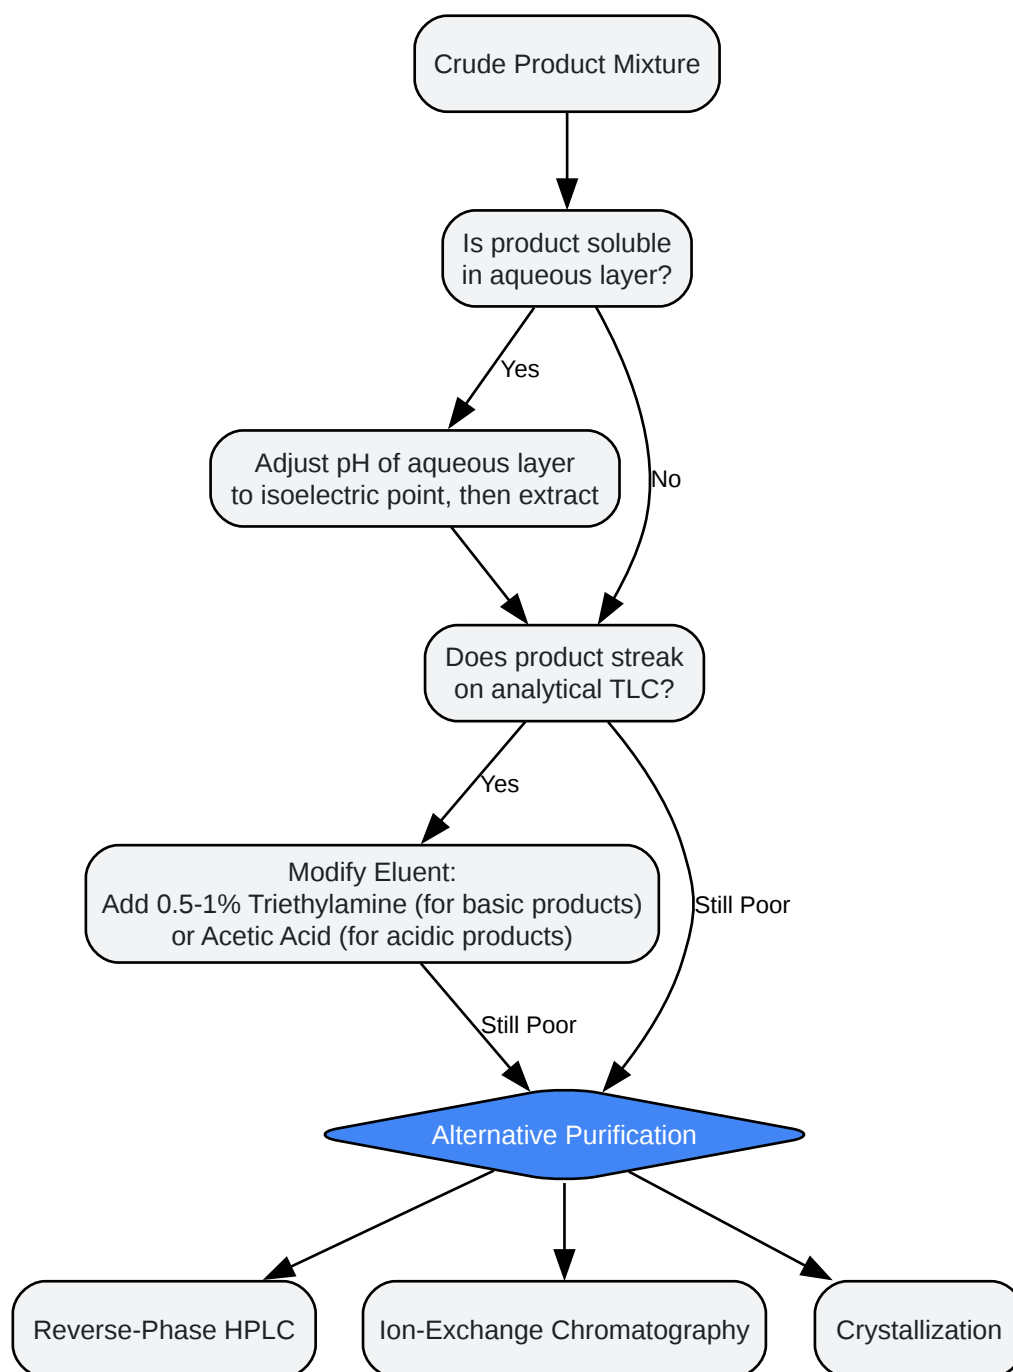 Crude Product Mixture
Is product soluble
in aqueous layer?
Yes
Adjust pH of aqueous layer
to isoelectric point, then extract
No
Does product streak
on analytical TLC?
Yes
Modify Eluent:
Add 0.5-1% Triethylamine (for basic products)
or Acetic Acid (for acidic products)
Still Poor
Still Poor
Alternative Purification
Reverse-Phase HPLC
Ion-Exchange Chromatography
Crystallization